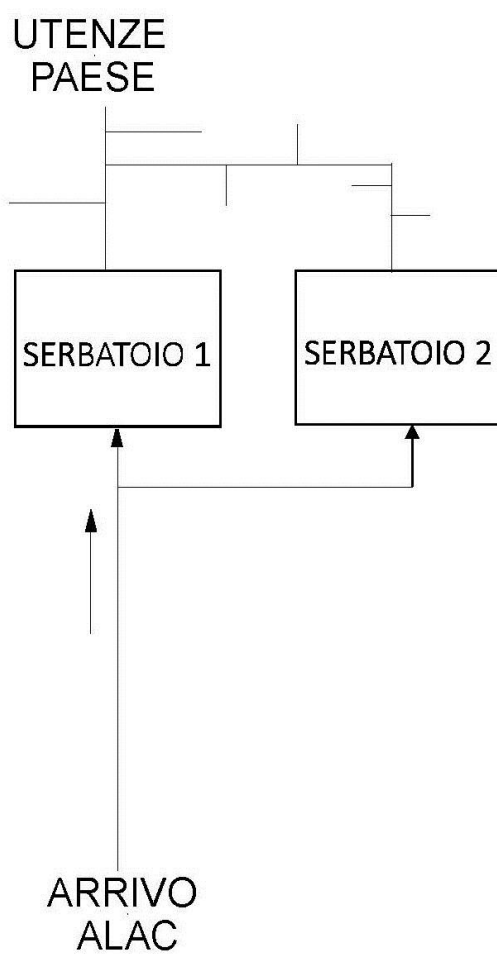 UTENZE
PAESE
SERBATOIO 1
SERBATOIO 2
ARRIVO
ALAC